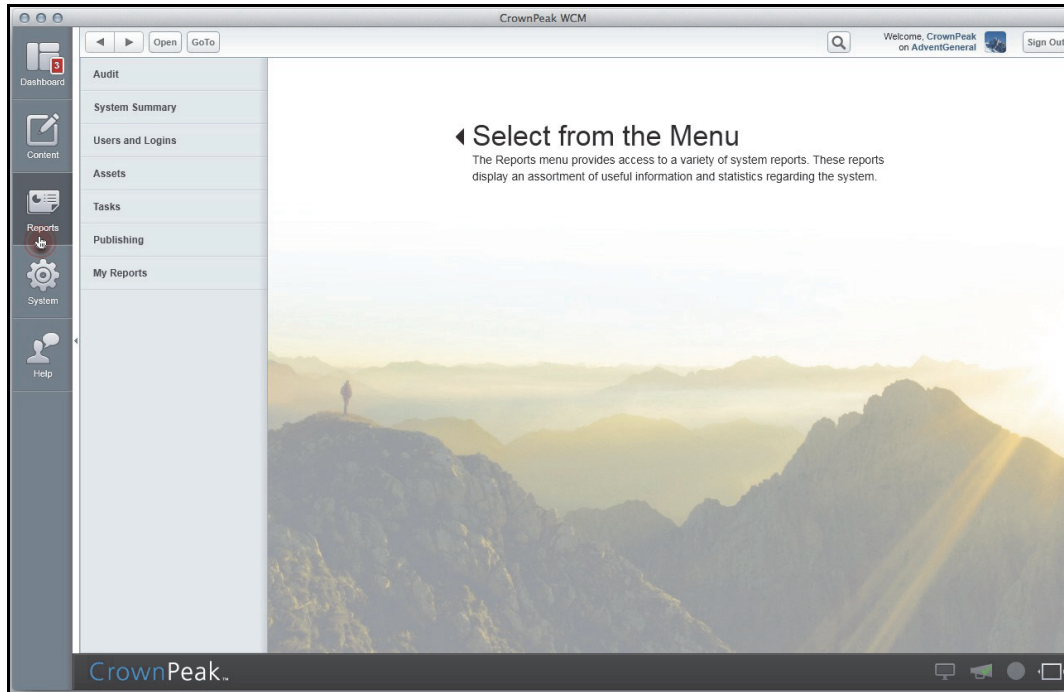 CrownPeak WCM
Open
GoTo
Welcome, CrownPeak
on AdventGeneral
Sign Out
3
Dashboard
Content
Reports
System
Help
Audit
System Summary
Users and Logins
Assets
Tasks
Publishing
My Reports
Select from the Menu
The Reports menu provides access to a variety of system reports. These reports
display an assortment of useful information and statistics regarding the system.
CrownPeak™